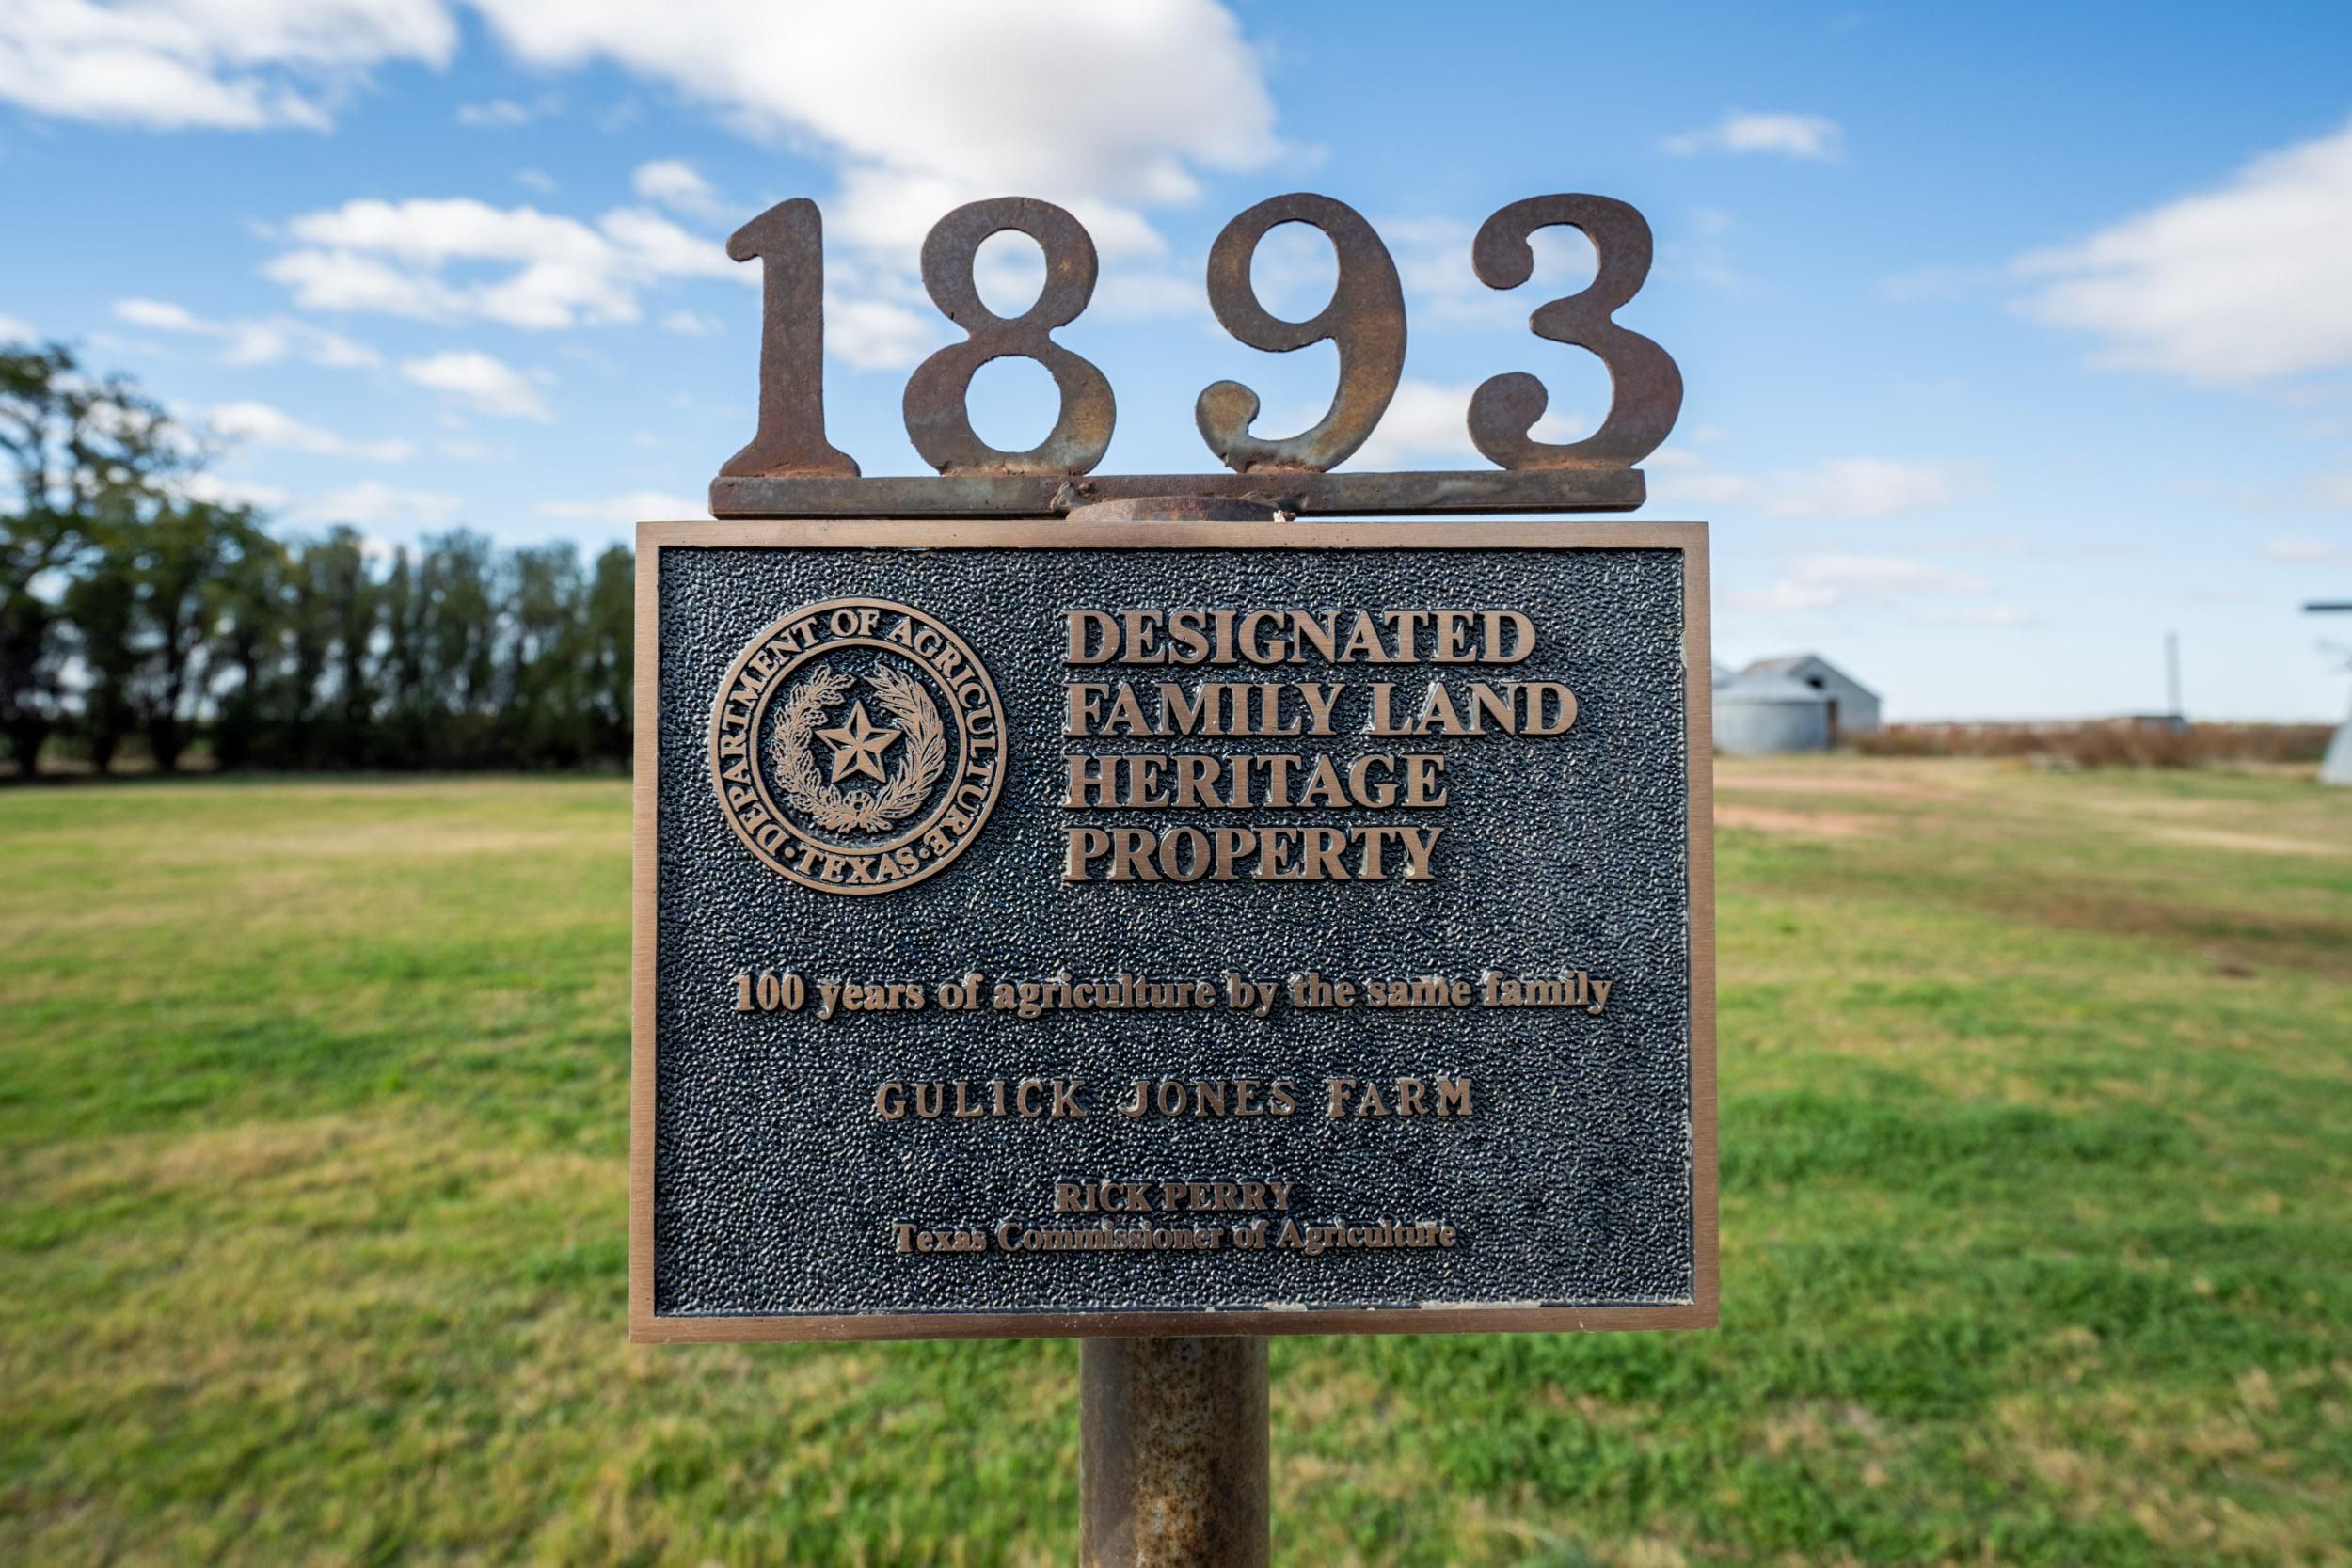 1893
DEPARTMENT OF AGRICULTURE
·TEXAS·
DESIGNATED
FAMILY LAND
HERITAGE
PROPERTY
100 years of agriculture by the same family
GULICK JONES FARM
RICK PERRY
Texas Commissioner of Agriculture